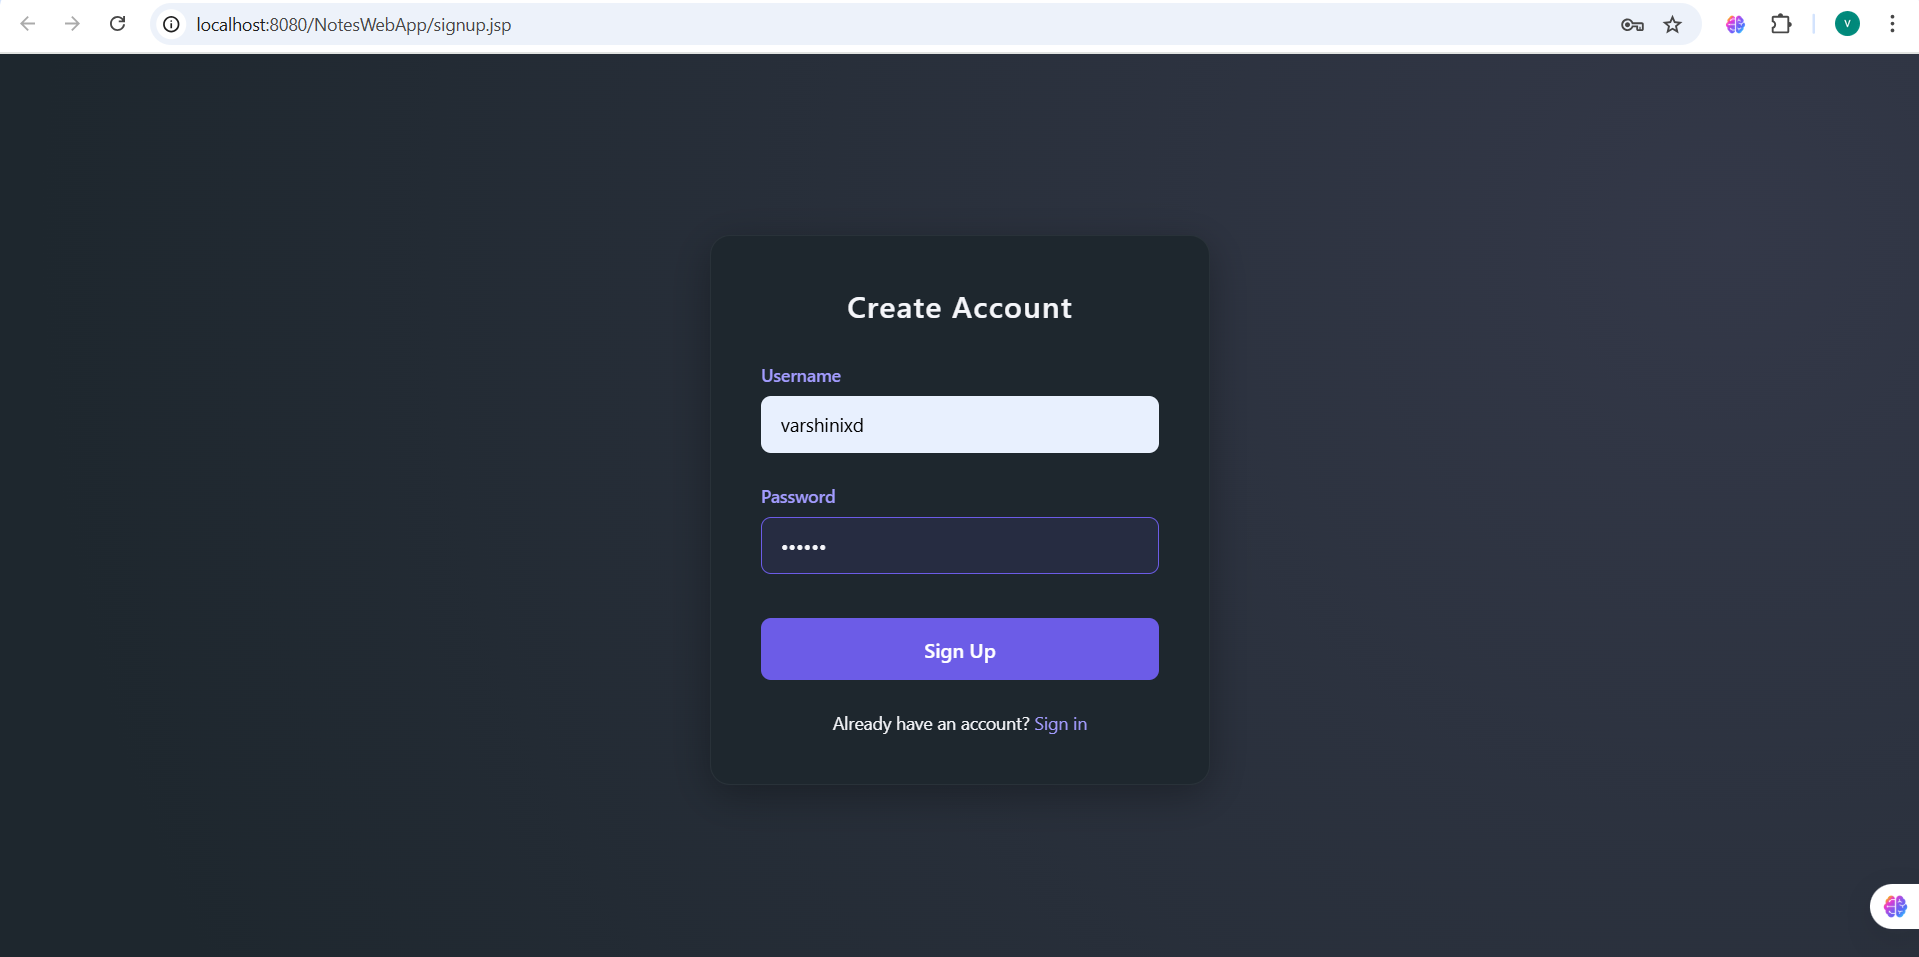 localhost:8080/NotesWebApp/signup.jsp
V
Create Account
Username
varshinixd
Password
••••••
Sign Up
Already have an account? Sign in